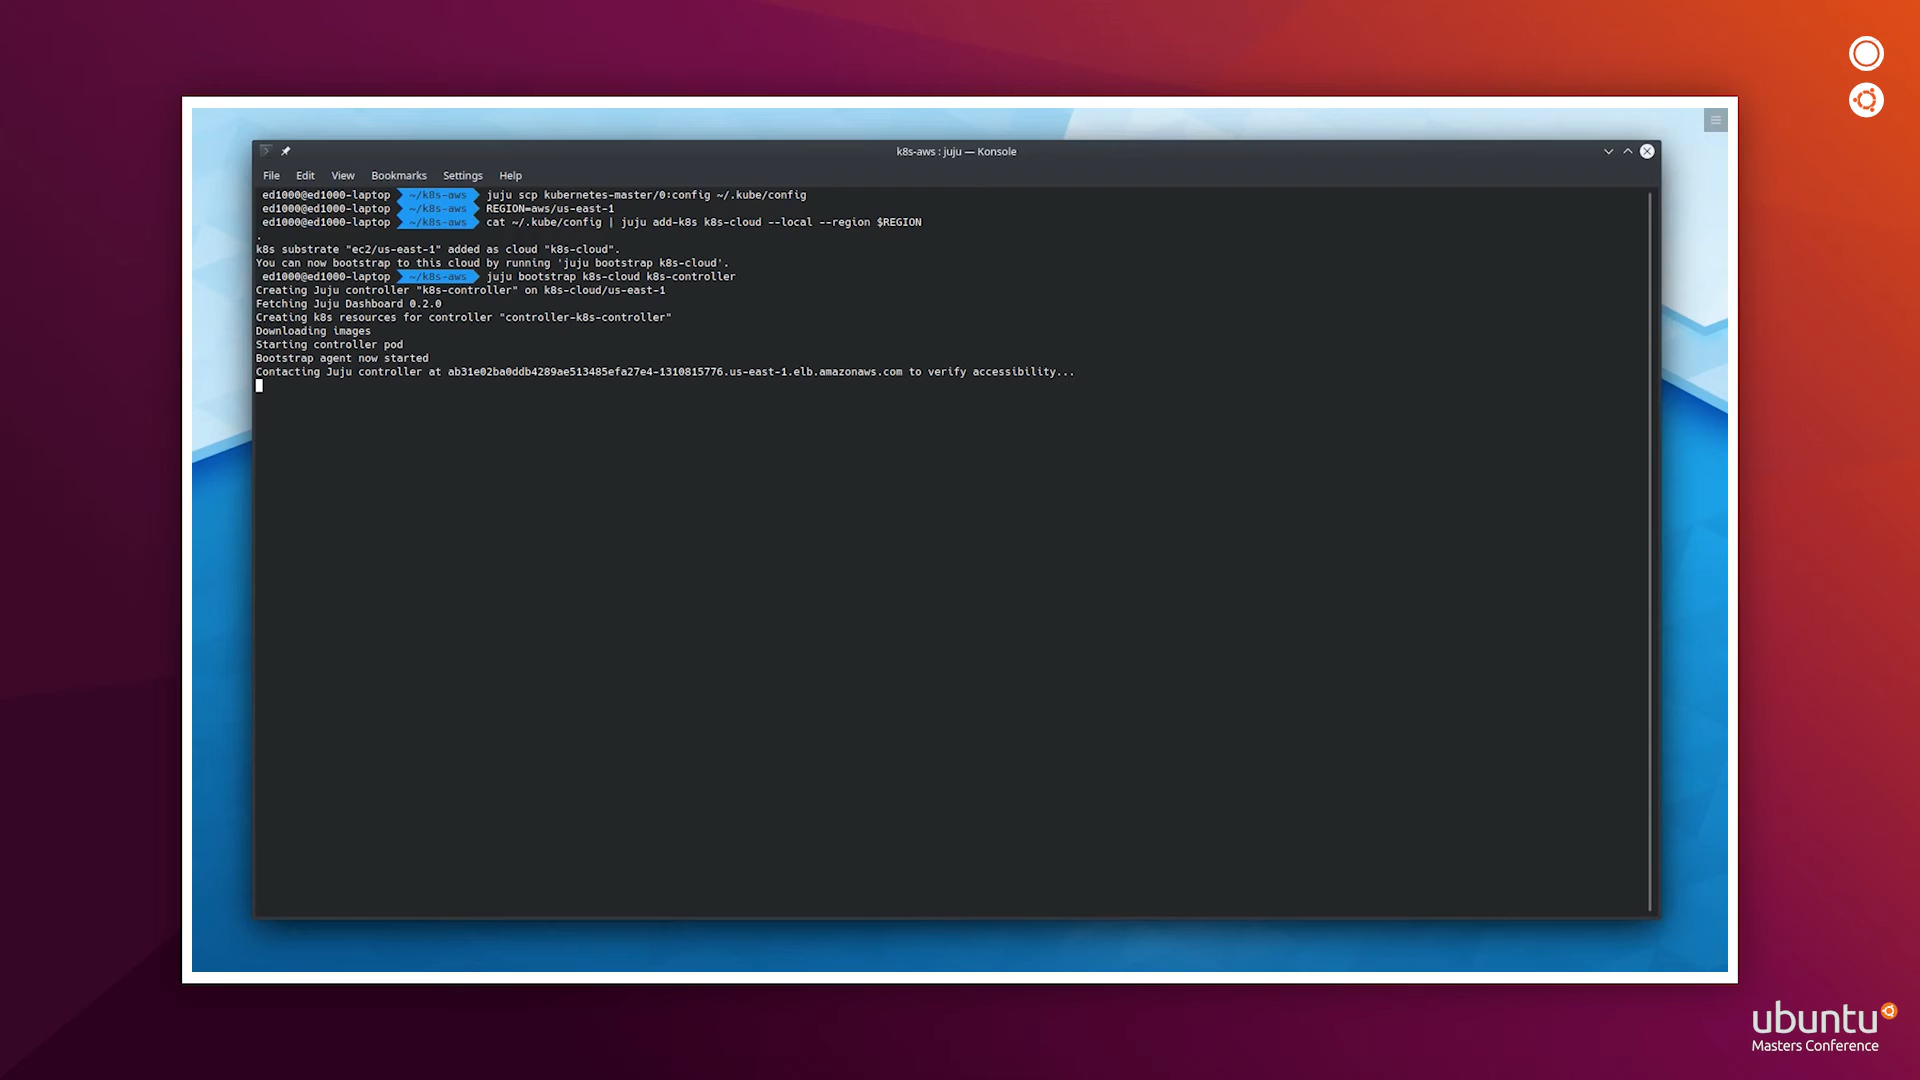 k8s-aws : juju — Konsole
File Edit View Bookmarks Settings Help
ed1000@ed1000-laptop ~/k8s-aws juju scp kubernetes-master/0:config ~/.kube/config
ed1000@ed1000-laptop ~/k8s-aws REGION=aws/us-east-1
ed1000@ed1000-laptop ~/k8s-aws cat ~/.kube/config | juju add-k8s k8s-cloud --local --region $REGION
.
k8s substrate "ec2/us-east-1" added as cloud "k8s-cloud".
You can now bootstrap to this cloud by running 'juju bootstrap k8s-cloud'.
ed1000@ed1000-laptop ~/k8s-aws juju bootstrap k8s-cloud k8s-controller
Creating Juju controller "k8s-controller" on k8s-cloud/us-east-1
Fetching Juju Dashboard 0.2.0
Creating k8s resources for controller "controller-k8s-controller"
Downloading images
Starting controller pod
Bootstrap agent now started
Contacting Juju controller at ab31e02ba0ddb4289ae513485efa27e4-1310815776.us-east-1.elb.amazonaws.com to verify accessibility...
ubuntu
Masters Conference